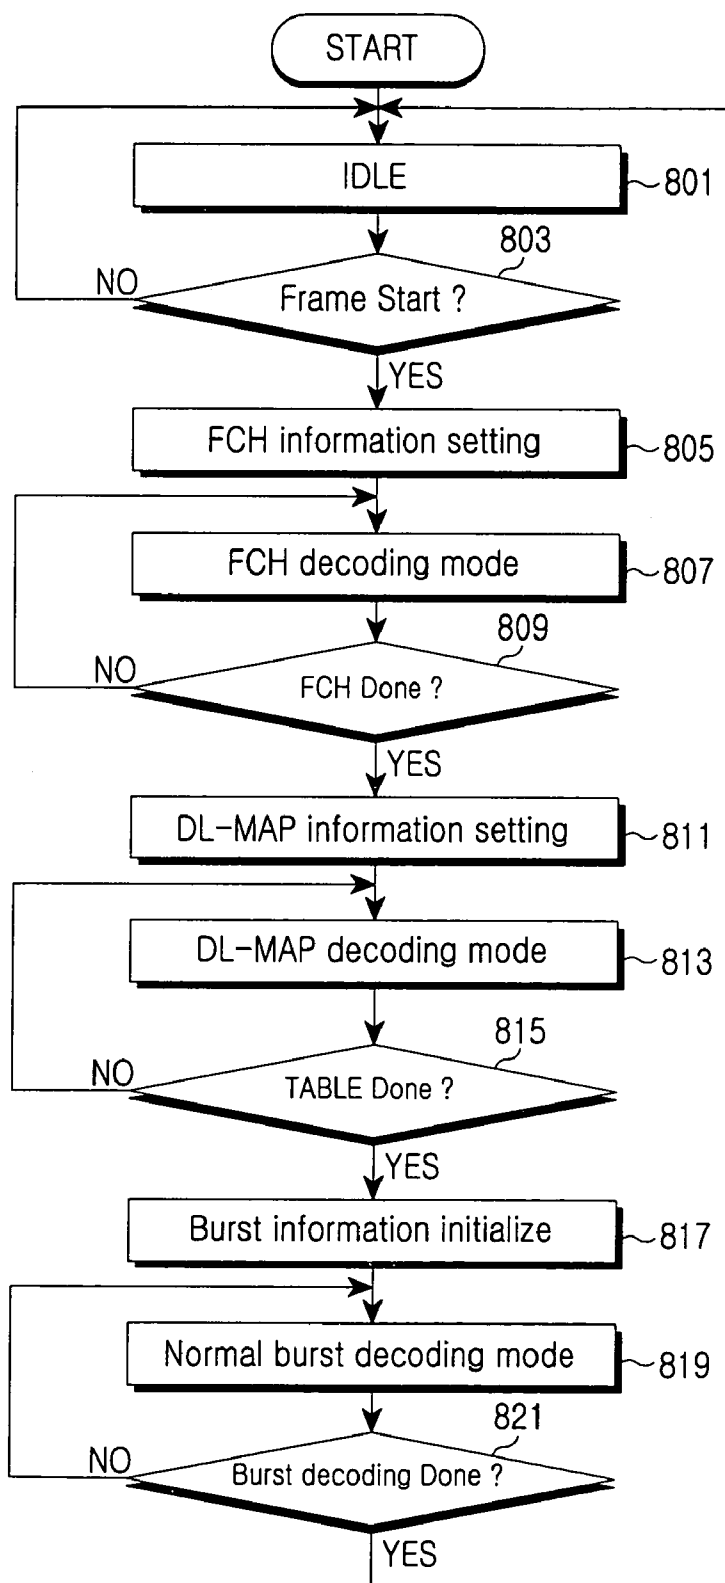 START
IDLE
801
803
NO
Frame Start ?
YES
FCH information setting
805
FCH decoding mode
807
809
NO
FCH Done ?
YES
DL-MAP information setting
811
DL-MAP decoding mode
813
815
NO
TABLE Done ?
YES
Burst information initialize
817
Normal burst decoding mode
819
821
NO
Burst decoding Done ?
YES